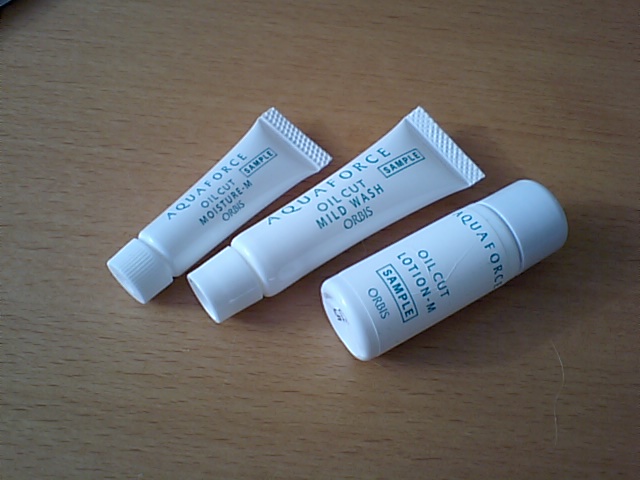 AQUAFORCE
OIL CUT
MOISTURE-M
SAMPLE
ORBIS
AQUAFORCE
OIL CUT
MILD WASH
SAMPLE
ORBIS
AQUAFORCE
OIL CUT
LOTION-M
SAMPLE
ORBIS